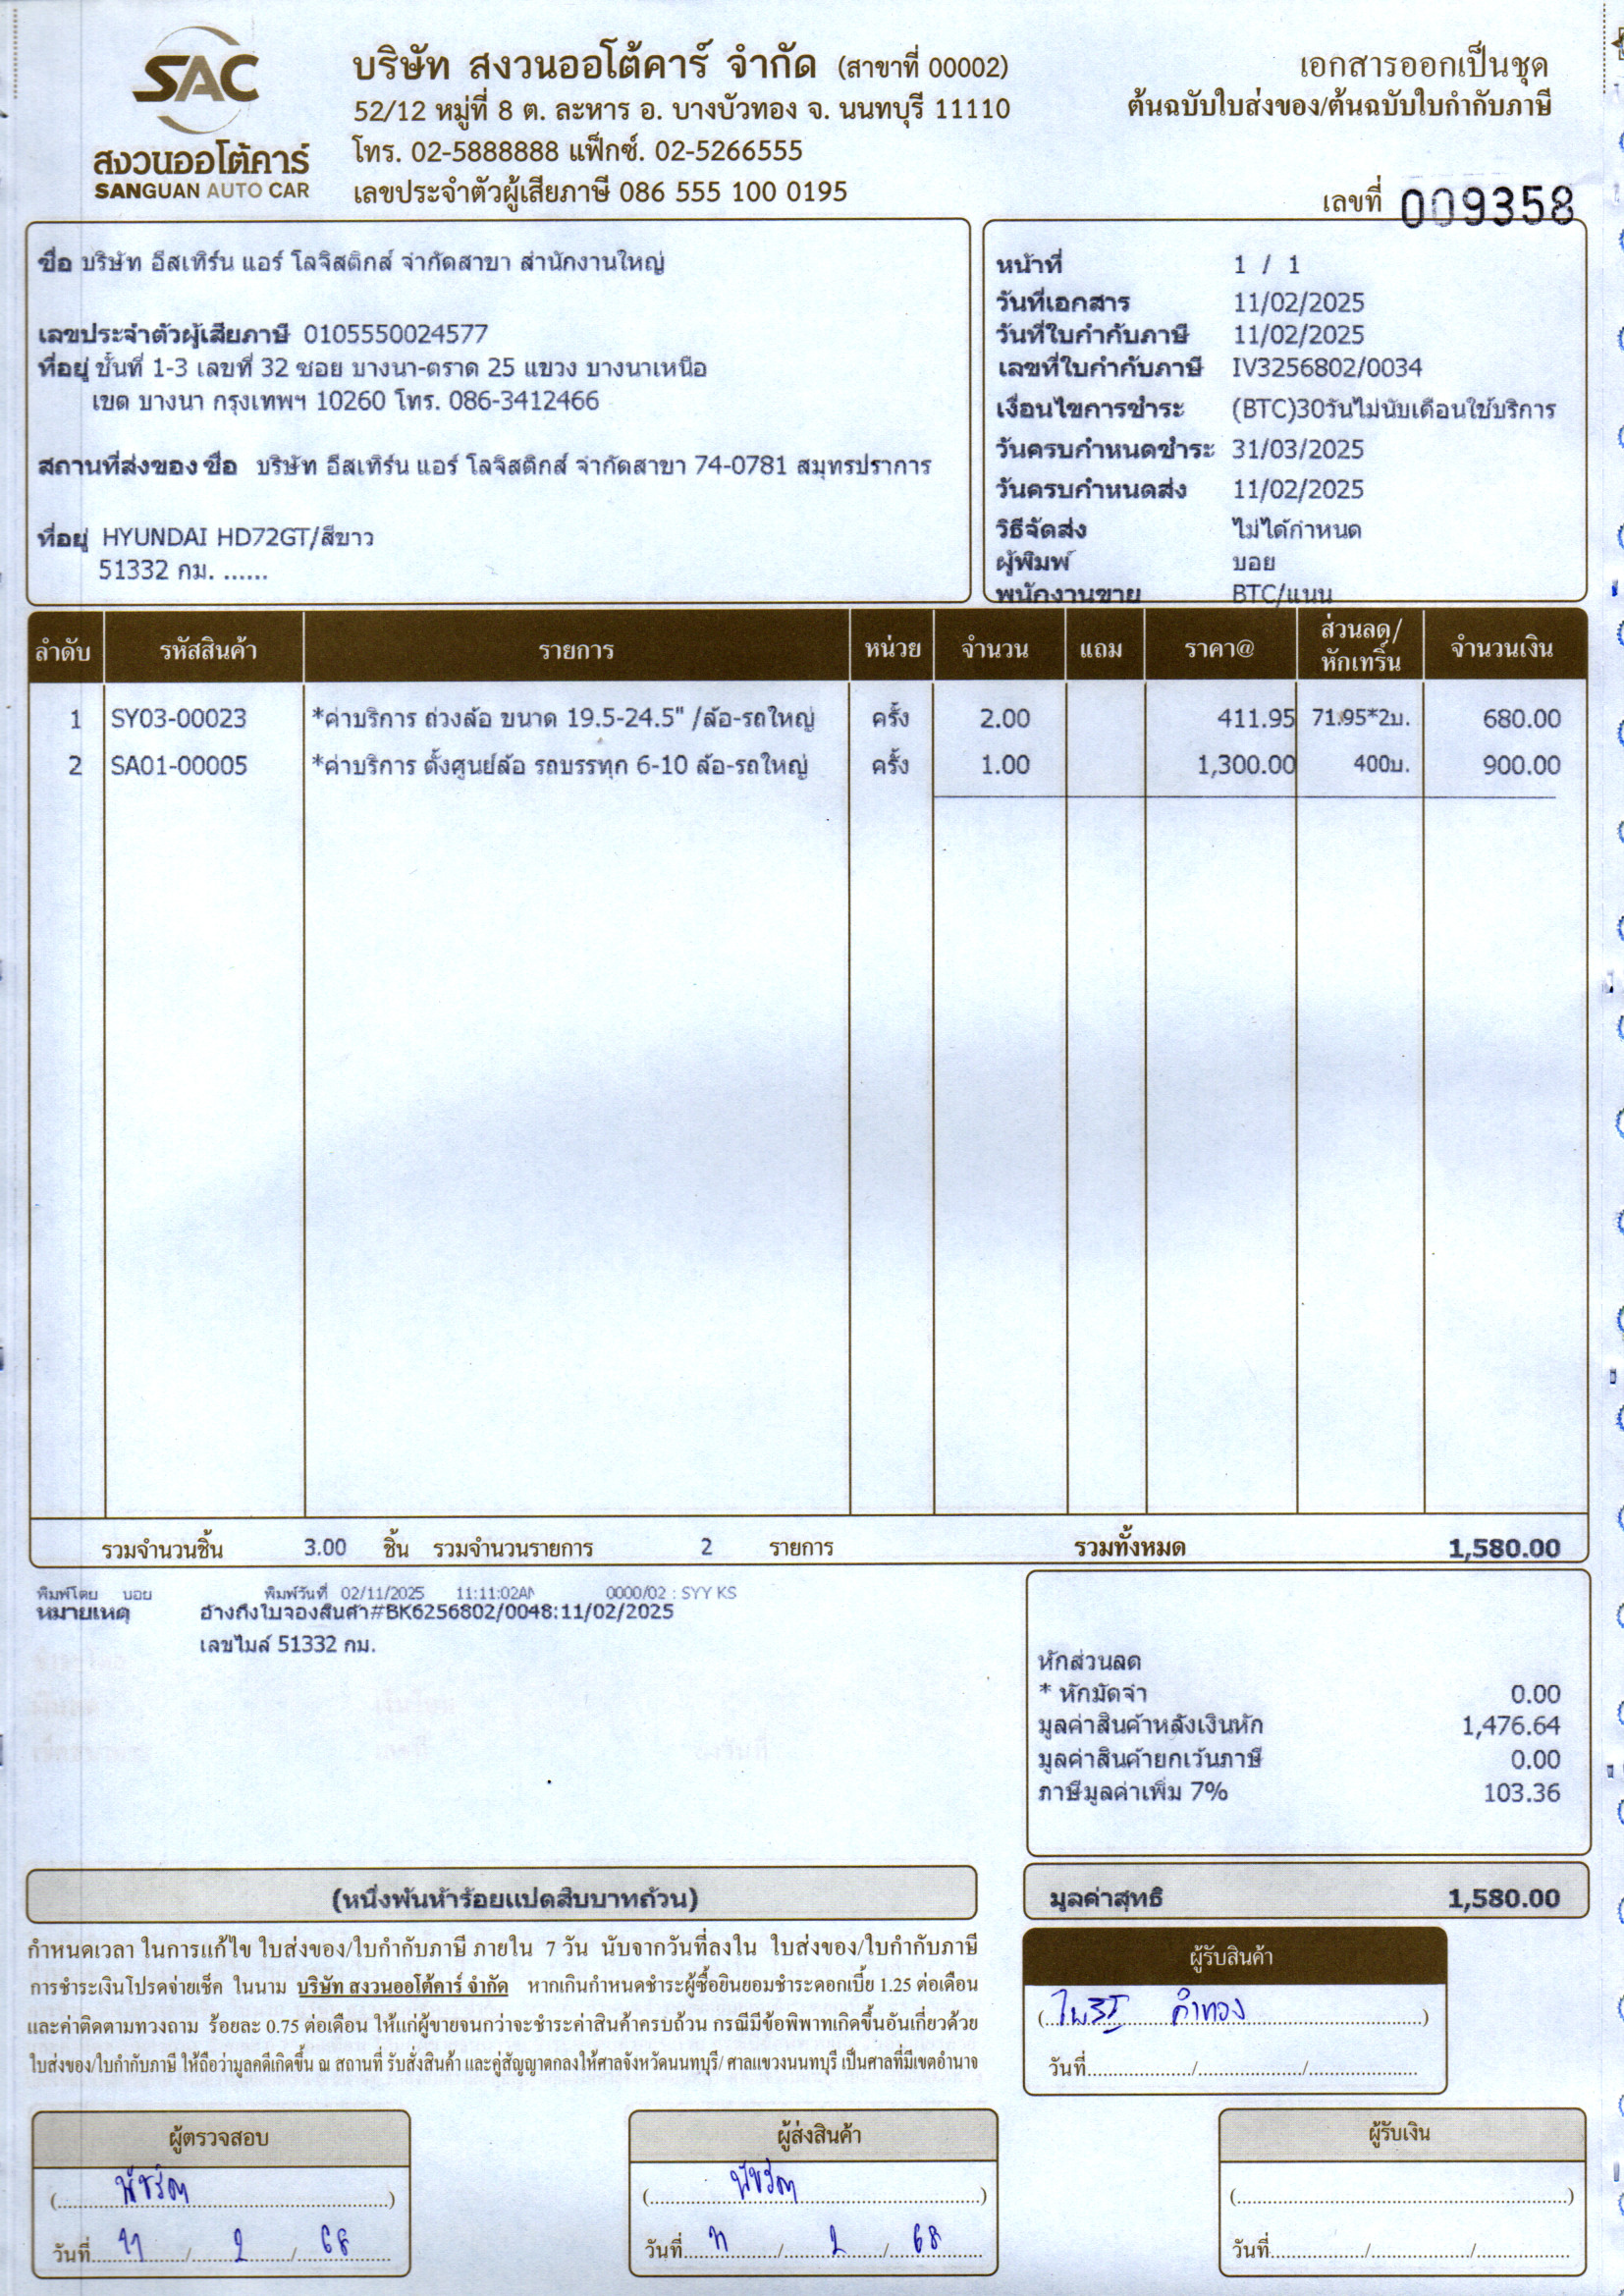 SAC
สงวนออโต้คาร์
SANGUAN AUTO CAR
บริษัท สงวนออโต้คาร์ จำกัด (สาขาที่ 00002)
52/12 หมู่ที่ 8 ต. ละหาร อ. บางบัวทอง จ. นนทบุรี 11110
โทร. 02-5888888 แฟ็กซ์. 02-5266555
เลขประจำตัวผู้เสียภาษี 086 555 100 0195
เอกสารออกเป็นชุด
ต้นฉบับใบส่งของ/ต้นฉบับใบกำกับภาษี
เลขที่ 009358
ชื่อ บริษัท อีสเทิร์น แอร์ โลจิสติกส์ จำกัดสาขา สำนักงานใหญ่
เลขประจำตัวผู้เสียภาษี 0105550024577
ที่อยู่ ชั้นที่ 1-3 เลขที่ 32 ซอย บางนา-ตราด 25 แขวง บางนาเหนือ
เขต บางนา กรุงเทพฯ 10260 โทร. 086-3412466
สถานที่ส่งของ ชื่อ บริษัท อีสเทิร์น แอร์ โลจิสติกส์ จำกัดสาขา 74-0781 สมุทรปราการ
ที่อยู่ HYUNDAI HD72GT/สีขาว
51332 กม. ......
หน้าที่ 1 / 1
วันที่เอกสาร 11/02/2025
วันที่ใบกำกับภาษี 11/02/2025
เลขที่ใบกำกับภาษี IV3256802/0034
เงื่อนไขการชำระ (BTC)30วันไม่นับเดือนใช้บริการ
วันครบกำหนดชำระ 31/03/2025
วันครบกำหนดส่ง 11/02/2025
วิธีจัดส่ง ไม่ได้กำหนด
ผู้พิมพ์ บอย
พนักงานขาย BTC/แนน
ลำดับ รหัสสินค้า รายการ หน่วย จำนวน แถม ราคา@ ส่วนลด/หักเทริ์น จำนวนเงิน
1 SY03-00023 *ค่าบริการ ถ่วงล้อ ขนาด 19.5-24.5" /ล้อ-รถใหญ่ ครั้ง 2.00 411.95 71.95*2บ. 680.00
2 SA01-00005 *ค่าบริการ ตั้งศูนย์ล้อ รถบรรทุก 6-10 ล้อ-รถใหญ่ ครั้ง 1.00 1,300.00 400บ. 900.00
รวมจำนวนชิ้น 3.00 ชิ้น รวมจำนวนรายการ 2 รายการ รวมทั้งหมด 1,580.00
พิมพ์โดย บอย พิมพ์วันที่ 02/11/2025 11:11:02AM 0000/02 : SYY KS
หมายเหตุ อ้างถึงใบจองสินค้า#BK6256802/0048:11/02/2025
เลขไมล์ 51332 กม.
หักส่วนลด
* หักมัดจำ 0.00
มูลค่าสินค้าหลังเงินหัก 1,476.64
มูลค่าสินค้ายกเว้นภาษี 0.00
ภาษีมูลค่าเพิ่ม 7% 103.36
(หนึ่งพันห้าร้อยแปดสิบบาทถ้วน)
มูลค่าสุทธิ 1,580.00
กำหนดเวลา ในการแก้ไข ใบส่งของ/ใบกำกับภาษี ภายใน 7 วัน นับจากวันที่ลงใน ใบส่งของ/ใบกำกับภาษี
การชำระเงินโปรดจ่ายเช็ค ในนาม บริษัท สงวนออโต้คาร์ จำกัด หากเกินกำหนดชำระผู้ซื้อยินยอมชำระดอกเบี้ย 1.25 ต่อเดือน
และค่าติดตามทวงถาม ร้อยละ 0.75 ต่อเดือน ให้แก่ผู้ขายจนกว่าจะชำระค่าสินค้าครบถ้วน กรณีมีข้อพิพาทเกิดขึ้นอันเกี่ยวด้วย
ใบส่งของ/ใบกำกับภาษี ให้ถือว่ามูลคดีเกิดขึ้น ณ สถานที่ รับสั่งสินค้า และคู่สัญญาตกลงให้ศาลจังหวัดนนทบุรี/ ศาลแขวงนนทบุรี เป็นศาลที่มีเขตอำนาจ
ผู้รับสินค้า
คำทอง
วันที่
ผู้ตรวจสอบ
วันที่ 11 / 2 / 68
ผู้ส่งสินค้า
วันที่ 11 / 2 / 68
ผู้รับเงิน
วันที่